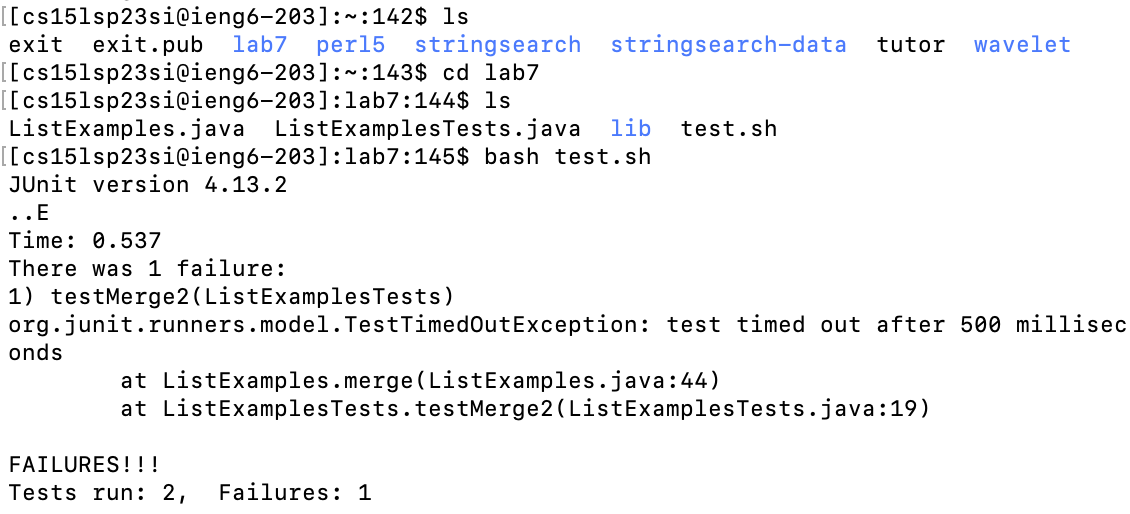 [[cs15lsp23si@ieng6-203]:~:142$ ls
exit  exit.pub  lab7  perl5  stringsearch  stringsearch-data  tutor  wavelet
[[cs15lsp23si@ieng6-203]:~:143$ cd lab7
[[cs15lsp23si@ieng6-203]:lab7:144$ ls
ListExamples.java  ListExamplesTests.java  lib  test.sh
[[cs15lsp23si@ieng6-203]:lab7:145$ bash test.sh
JUnit version 4.13.2
..E
Time: 0.537
There was 1 failure:
1) testMerge2(ListExamplesTests)
org.junit.runners.model.TestTimedOutException: test timed out after 500 millisec
onds
        at ListExamples.merge(ListExamples.java:44)
        at ListExamplesTests.testMerge2(ListExamplesTests.java:19)

FAILURES!!!
Tests run: 2,  Failures: 1